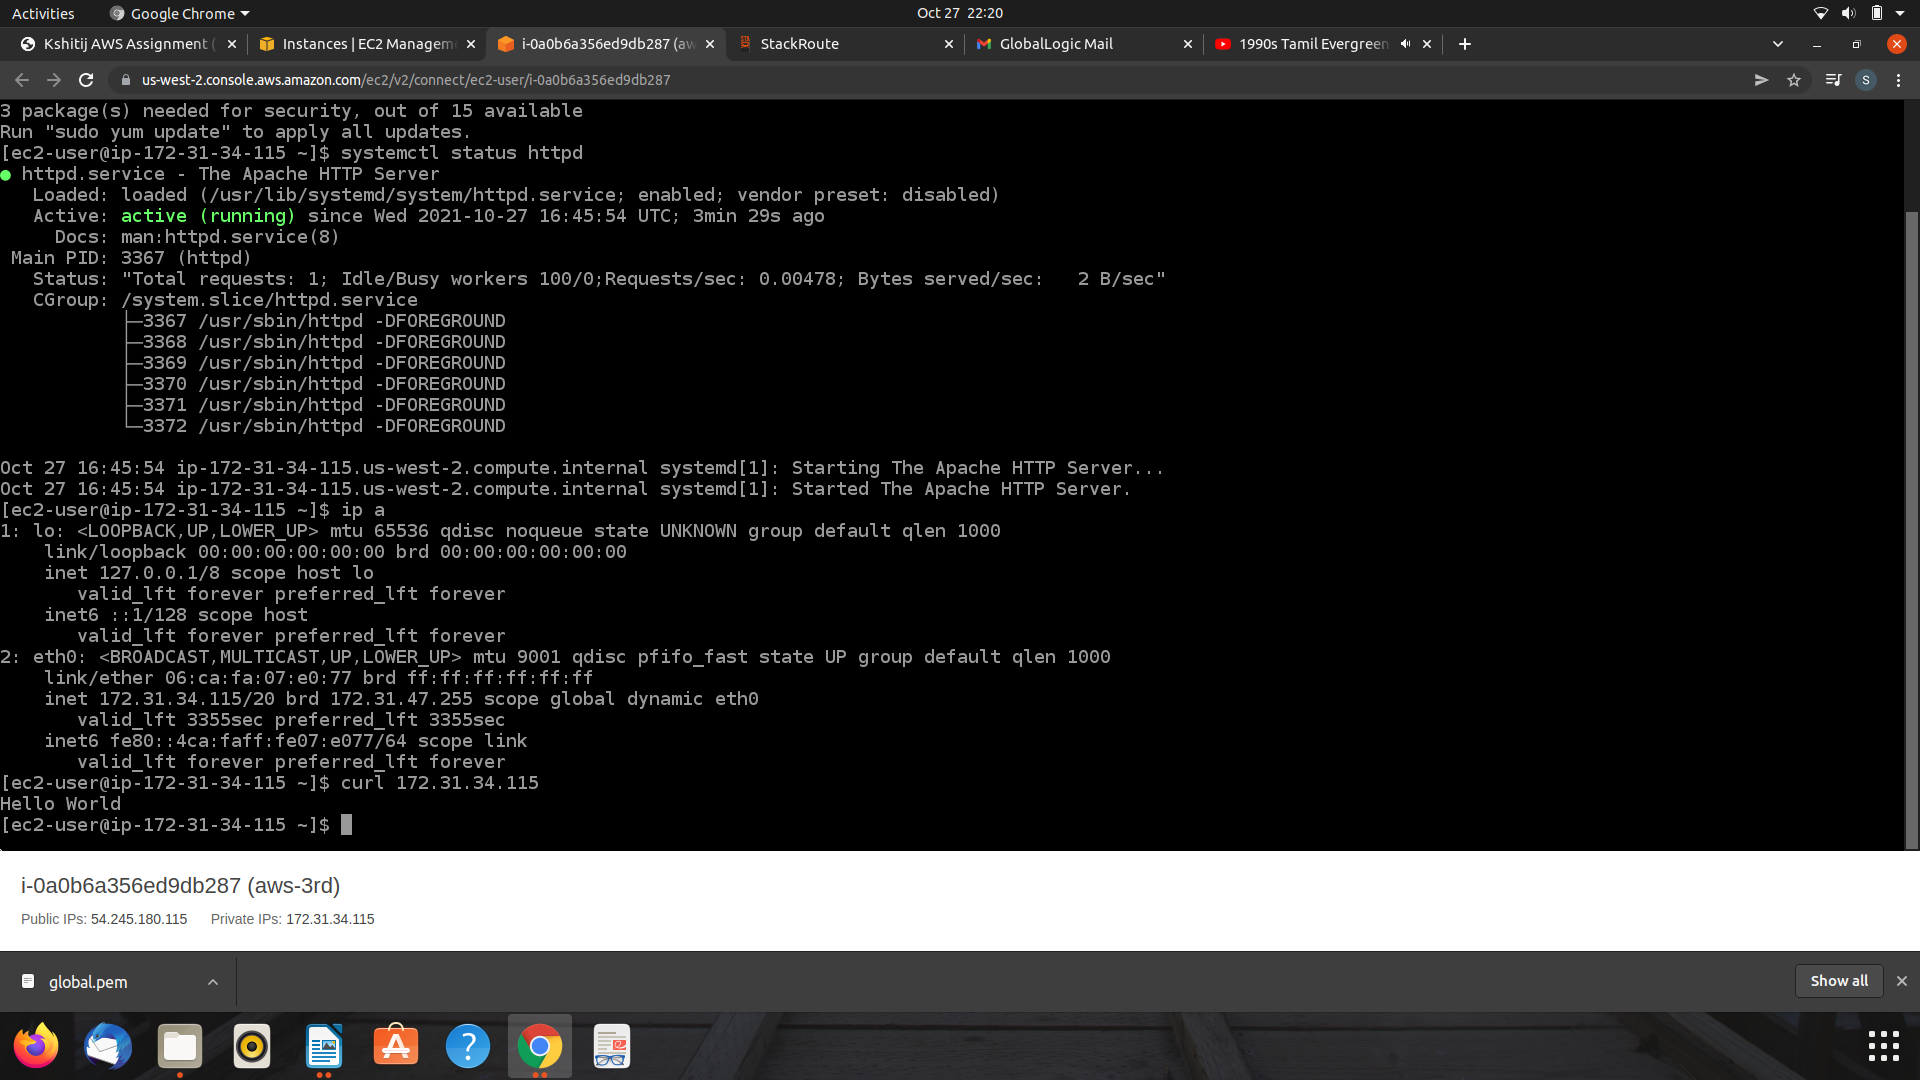 Activities Google Chrome Oct 27 22:20
Kshitij AWS Assignment ( Instances | EC2 Managem i-0a0b6a356ed9db287 (aw StackRoute GlobalLogic Mail 1990s Tamil Evergreen
us-west-2.console.aws.amazon.com/ec2/v2/connect/ec2-user/i-0a0b6a356ed9db287 S
3 package(s) needed for security, out of 15 available
Run "sudo yum update" to apply all updates.
[ec2-user@ip-172-31-34-115 ~]$ systemctl status httpd
● httpd.service - The Apache HTTP Server
   Loaded: loaded (/usr/lib/systemd/system/httpd.service; enabled; vendor preset: disabled)
   Active: active (running) since Wed 2021-10-27 16:45:54 UTC; 3min 29s ago
     Docs: man:httpd.service(8)
 Main PID: 3367 (httpd)
   Status: "Total requests: 1; Idle/Busy workers 100/0;Requests/sec: 0.00478; Bytes served/sec:   2 B/sec"
   CGroup: /system.slice/httpd.service
           ├─3367 /usr/sbin/httpd -DFOREGROUND
           ├─3368 /usr/sbin/httpd -DFOREGROUND
           ├─3369 /usr/sbin/httpd -DFOREGROUND
           ├─3370 /usr/sbin/httpd -DFOREGROUND
           ├─3371 /usr/sbin/httpd -DFOREGROUND
           └─3372 /usr/sbin/httpd -DFOREGROUND
Oct 27 16:45:54 ip-172-31-34-115.us-west-2.compute.internal systemd[1]: Starting The Apache HTTP Server...
Oct 27 16:45:54 ip-172-31-34-115.us-west-2.compute.internal systemd[1]: Started The Apache HTTP Server.
[ec2-user@ip-172-31-34-115 ~]$ ip a
1: lo: <LOOPBACK,UP,LOWER_UP> mtu 65536 qdisc noqueue state UNKNOWN group default qlen 1000
    link/loopback 00:00:00:00:00:00 brd 00:00:00:00:00:00
    inet 127.0.0.1/8 scope host lo
       valid_lft forever preferred_lft forever
    inet6 ::1/128 scope host
       valid_lft forever preferred_lft forever
2: eth0: <BROADCAST,MULTICAST,UP,LOWER_UP> mtu 9001 qdisc pfifo_fast state UP group default qlen 1000
    link/ether 06:ca:fa:07:e0:77 brd ff:ff:ff:ff:ff:ff
    inet 172.31.34.115/20 brd 172.31.47.255 scope global dynamic eth0
       valid_lft 3355sec preferred_lft 3355sec
    inet6 fe80::4ca:faff:fe07:e077/64 scope link
       valid_lft forever preferred_lft forever
[ec2-user@ip-172-31-34-115 ~]$ curl 172.31.34.115
Hello World
[ec2-user@ip-172-31-34-115 ~]$
i-0a0b6a356ed9db287 (aws-3rd)
Public IPs: 54.245.180.115 Private IPs: 172.31.34.115
global.pem Show all